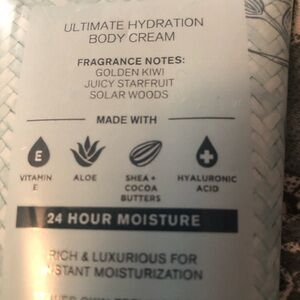 ULTIMATE HYDRATION
BODY CREAM
FRAGRANCE NOTES:
GOLDEN KIWI
JUICY STARFRUIT
SOLAR WOODS
MADE WITH
E
VITAMIN
E
ALOE
SHEA +
COCOA
BUTTERS
HYALURONIC
ACID
24 HOUR MOISTURE
RICH & LUXURIOUS FOR
INSTANT MOISTURIZATION